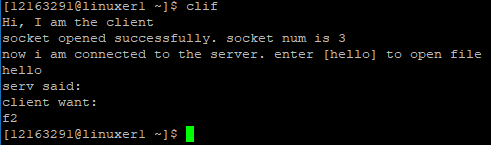 [12163291@linuxer1 ~]$ clif
Hi, I am the client
socket opened successfully. socket num is 3
now i am connected to the server. enter [hello] to open file
hello
serv said:
client want:
f2
[12163291@linuxer1 ~]$